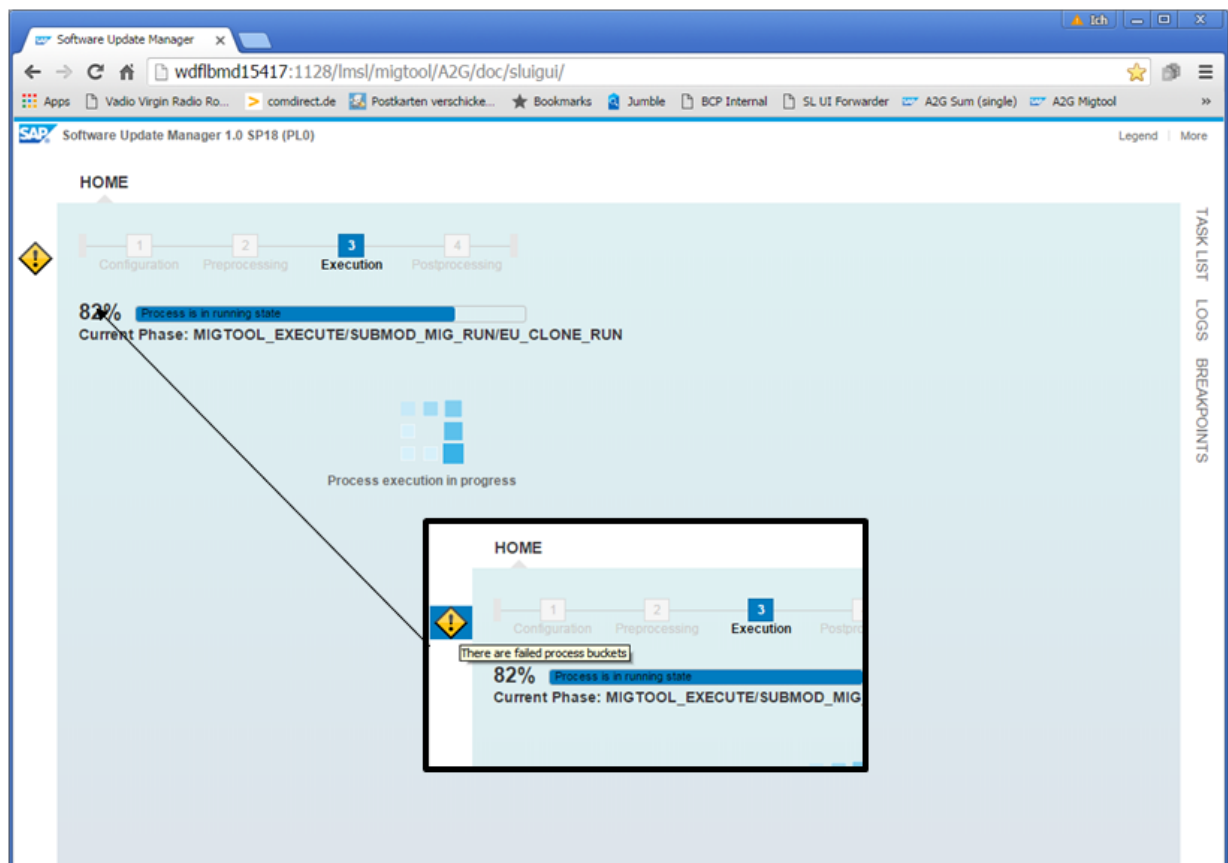 Ich
Software Update Manager
wdflbmd15417:1128/lmsl/migtool/A2G/doc/sluigui/
Apps Vadio Virgin Radio Ro... comdirect.de Postkarten verschicke... Bookmarks Jumble BCP Internal SL UI Forwarder A2G Sum (single) A2G Migtool »
SAP Software Update Manager 1.0 SP18 (PL0) Legend More
HOME
1 2 3 4
Configuration Preprocessing Execution Postprocessing
82% Process is in running state
Current Phase: MIGTOOL_EXECUTE/SUBMOD_MIG_RUN/EU_CLONE_RUN
Process execution in progress
TASK LIST
LOGS
BREAKPOINTS
HOME
1 2 3
Configuration Preprocessing Execution Postpro
There are failed process buckets
82% Process is in running state
Current Phase: MIGTOOL_EXECUTE/SUBMOD_MIG_